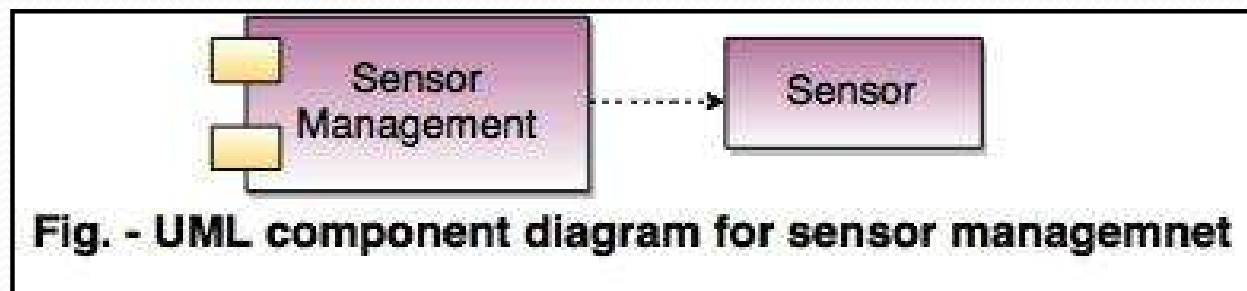 Sensor
Management
Sensor
Fig. - UML component diagram for sensor managemnet